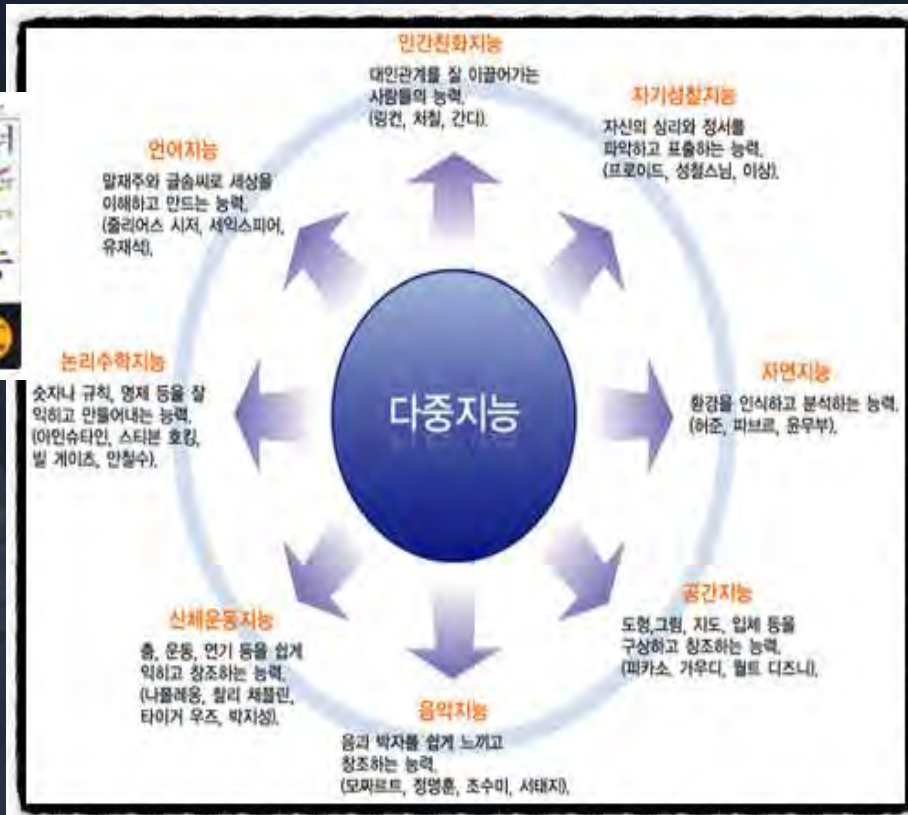 인간친화지능
대인관계를 잘 이끌어가는
사람들의 능력.
(링컨, 처칠, 간디).
자기성찰지능
자신의 심리와 정서를
파악하고 표출하는 능력.
(프로이드, 성철스님, 이상).
언어지능
말재주와 글솜씨로 세상을
이해하고 만드는 능력.
(줄리어스 시저, 세익스피어,
유재석).
논리수학지능
숫자나 규칙, 명제 등을 잘
익히고 만들어내는 능력.
(아인슈타인, 스티븐 호킹,
빌 게이츠, 안철수).
다중지능
자연지능
환경을 인식하고 분석하는 능력.
(허준, 파브르, 윤무부).
신체운동지능
춤, 운동, 연기 등을 쉽게
익히고 창조하는 능력.
(나폴레옹, 찰리 채플린,
타이거 우즈, 박지성).
공간지능
도형,그림, 지도, 입체 등을
구상하고 창조하는 능력.
(피카소, 가우디, 월트 디즈니).
음악지능
음과 박자를 쉽게 느끼고
창조하는 능력.
(모짜르트, 정명훈, 조수미, 서태지).